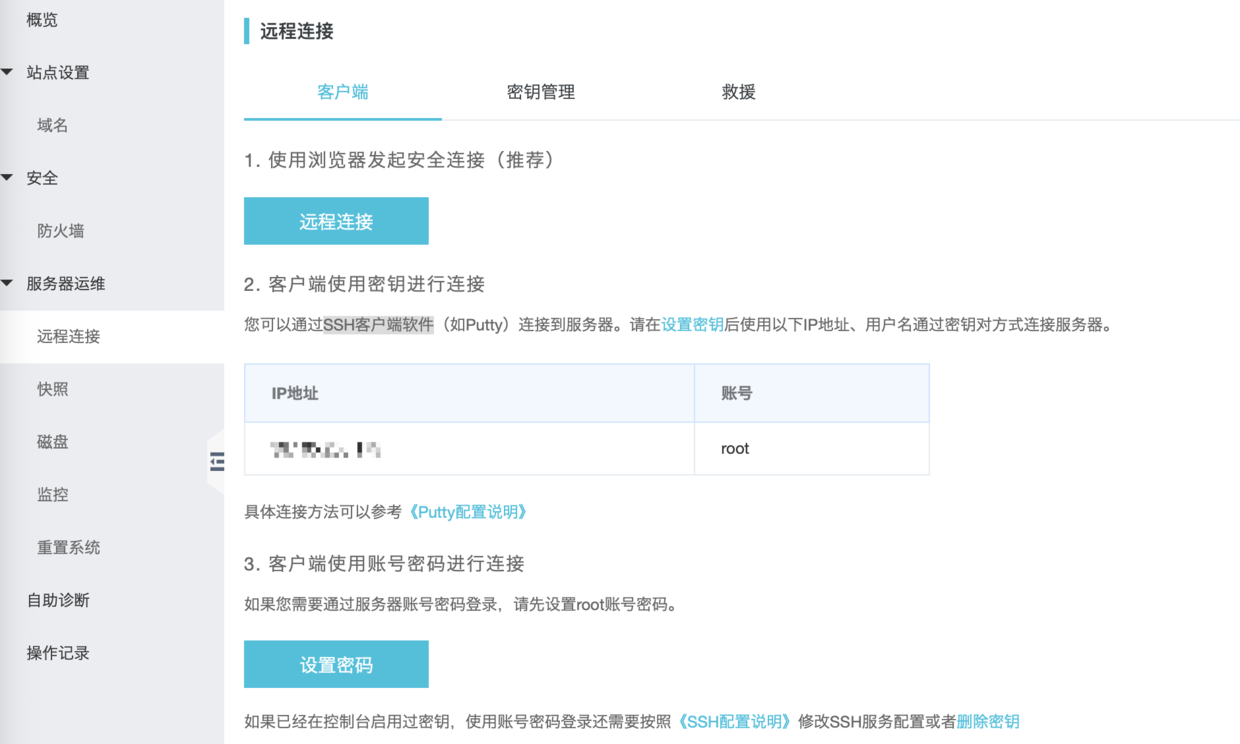 概览
站点设置
域名
安全
防火墙
服务器运维
远程连接
快照
磁盘
监控
重置系统
自助诊断
操作记录
远程连接
客户端 密钥管理 救援
1. 使用浏览器发起安全连接（推荐）
远程连接
2. 客户端使用密钥进行连接
您可以通过SSH客户端软件（如Putty）连接到服务器。请在设置密钥后使用以下IP地址、用户名通过密钥对方式连接服务器。
IP地址 账号
root
具体连接方法可以参考《Putty配置说明》
3. 客户端使用账号密码进行连接
如果您需要通过服务器账号密码登录，请先设置root账号密码。
设置密码
如果已经在控制台启用过密钥，使用账号密码登录还需要按照《SSH配置说明》修改SSH服务配置或者删除密钥